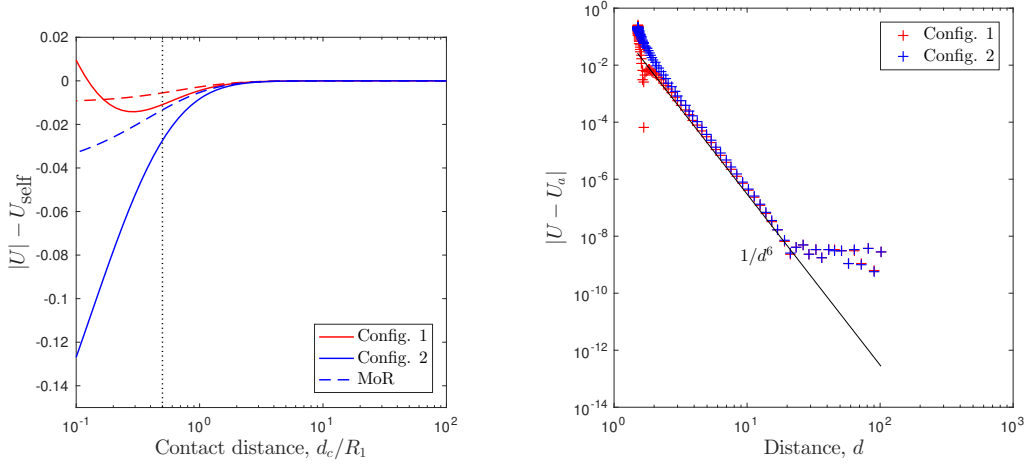 0.02
0
-0.02
-0.04
-0.06
-0.08
-0.1
-0.12
-0.14
|U| − U_self
10^-1
10^0
10^1
10^2
Contact distance, d_c/R_1
Config. 1
Config. 2
MoR
10^2
10^0
10^-2
10^-4
10^-6
10^-8
10^-10
10^-12
10^-14
|U − U_a|
10^0
10^1
10^2
10^3
Distance, d
Config. 1
Config. 2
1/d^6